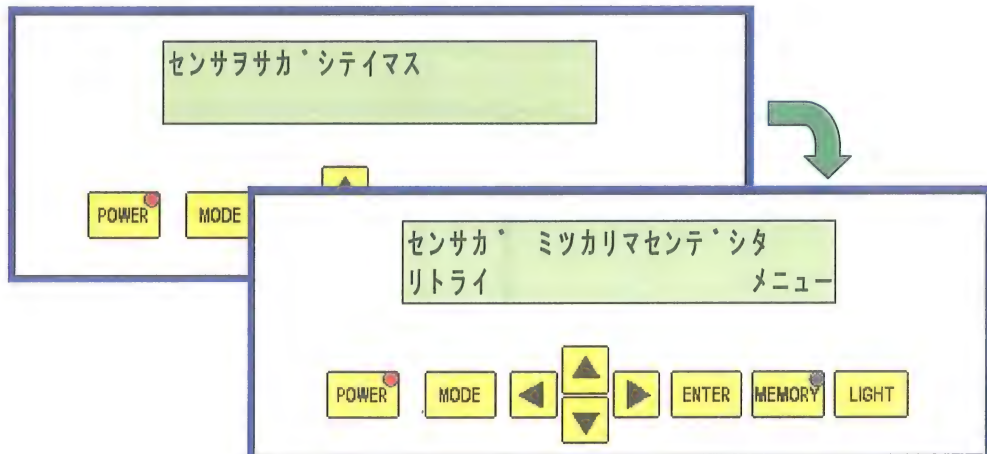 センサヲサカ゛シテイマス
POWER
MODE
センサカ゛ ミツカリマセンテ゛シタ
リトライ メニュー
POWER MODE ENTER MEMORY LIGHT